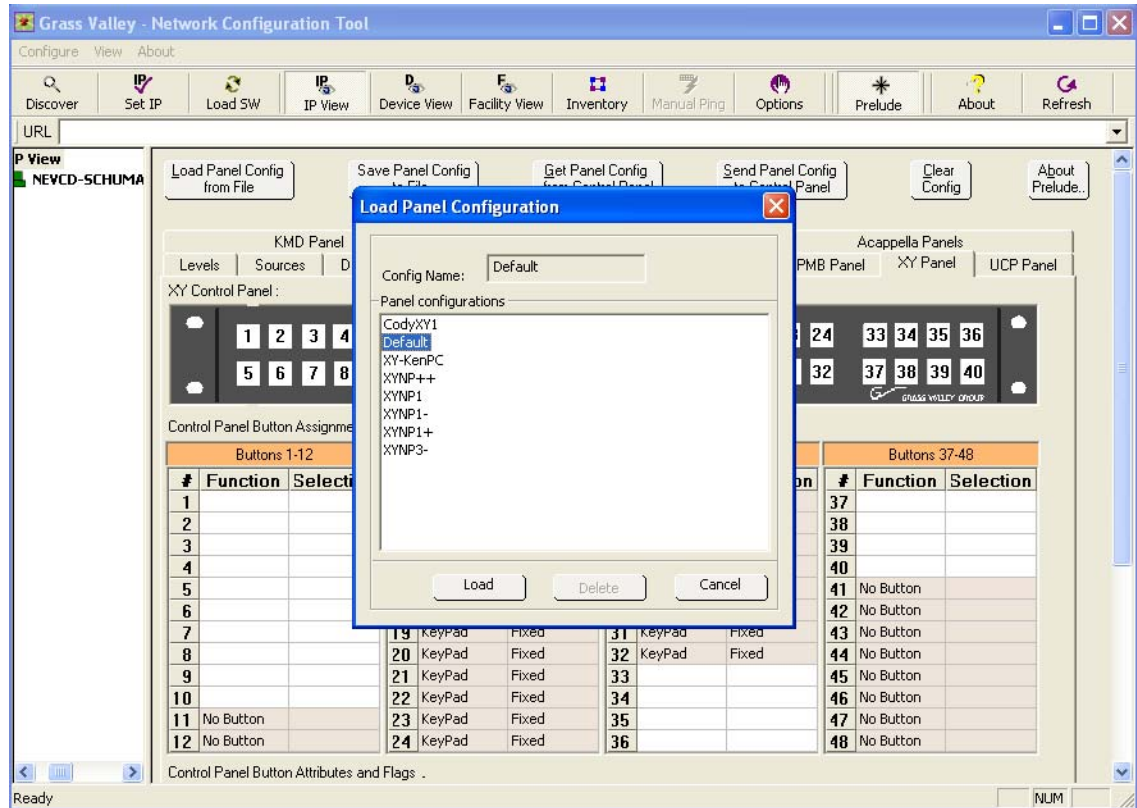 Grass Valley - Network Configuration Tool
Configure View About
Discover Set IP Load SW IP View Device View Facility View Inventory Manual Ping Options Prelude About Refresh
URL
P View
NEVCD-SCHUMA
Load Panel Config from File
Save Panel Config
Get Panel Config
Send Panel Config to Control Panel
Clear Config
About Prelude..
Load Panel Configuration
KMD Panel
Acappella Panels
Levels Sources D
PMB Panel XY Panel UCP Panel
Config Name: Default
Panel configurations
CodyXY1
Default
XY-KenPC
XYNP++
XYNP1
XYNP1-
XYNP1+
XYNP3-
Load Delete Cancel
XY Control Panel :
1 2 3 4
5 6 7 8
24 33 34 35 36
32 37 38 39 40
GRASS VALLEY GROUP
Control Panel Button Assignme
Buttons 1-12
Buttons 37-48
# Function Selecti
on # Function Selection
1 37
2 38
3 39
4 40
5 41 No Button
6 42 No Button
7 19 KeyPad Fixed 31 KeyPad Fixed 43 No Button
8 20 KeyPad Fixed 32 KeyPad Fixed 44 No Button
9 21 KeyPad Fixed 33 45 No Button
10 22 KeyPad Fixed 34 46 No Button
11 No Button 23 KeyPad Fixed 35 47 No Button
12 No Button 24 KeyPad Fixed 36 48 No Button
Control Panel Button Attributes and Flags .
Ready
NUM